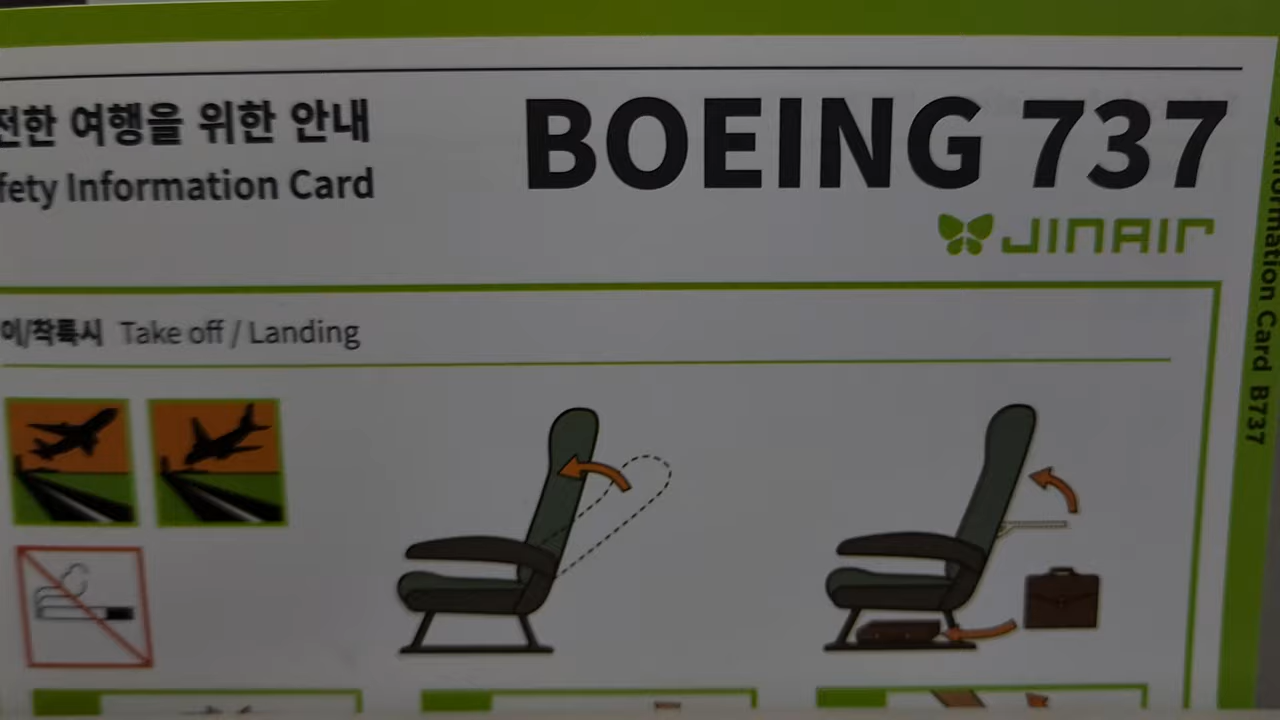 전한 여행을 위한 안내
fety Information Card
BOEING 737
JINAIR
이/착륙시 Take off / Landing
Information Card B737